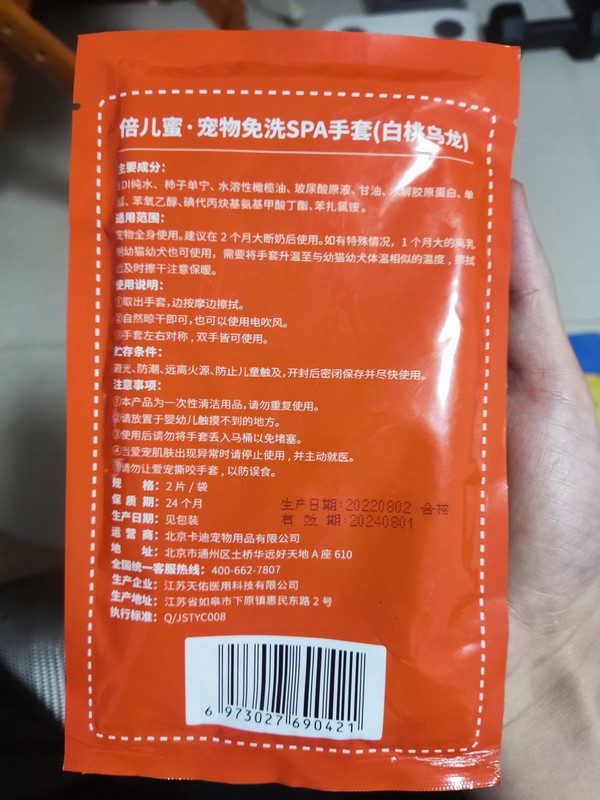 倍儿蜜·宠物免洗SPA手套(白桃乌龙)
主要成分:
EDI纯水、柿子单宁、水溶性橄榄油、玻尿酸原液、甘油、水解胶原蛋白、单
苯氧乙醇、碘代丙炔基氨基甲酸丁酯、苯扎氯铵。
适用范围:
宠物全身使用。建议在2个月大断奶后使用。如有特殊情况，1个月大的离乳
期幼猫幼犬也可使用，需要将手套升温至与幼猫幼犬体温相似的温度，擦拭
后及时擦干注意保暖。
使用说明:
①取出手套,边按摩边擦拭。
②自然晾干即可,也可以使用电吹风。
③手套左右对称,双手皆可使用。
贮存条件:
避光、防潮、远离火源、防止儿童触及,开封后密闭保存并尽快使用。
注意事项:
①本产品为一次性清洁用品,请勿重复使用。
②请放置于婴幼儿触摸不到的地方。
③使用后请勿将手套丢入马桶以免堵塞。
④当爱宠肌肤出现异常时请停止使用,并主动就医。
⑤请勿让爱宠撕咬手套,以防误食。
规 格: 2片/袋
保质期: 24个月
生产日期: 见包装
生产日期:20220802 合格
有 效 期:20240801
运营商: 北京卡迪宠物用品有限公司
地 址: 北京市通州区土桥华远好天地A座610
全国统一客服热线: 400-662-7807
生产企业: 江苏天佑医用科技有限公司
生产地址: 江苏省如皋市下原镇惠民东路2号
执行标准: Q/JSTYC008
6 973027 690421